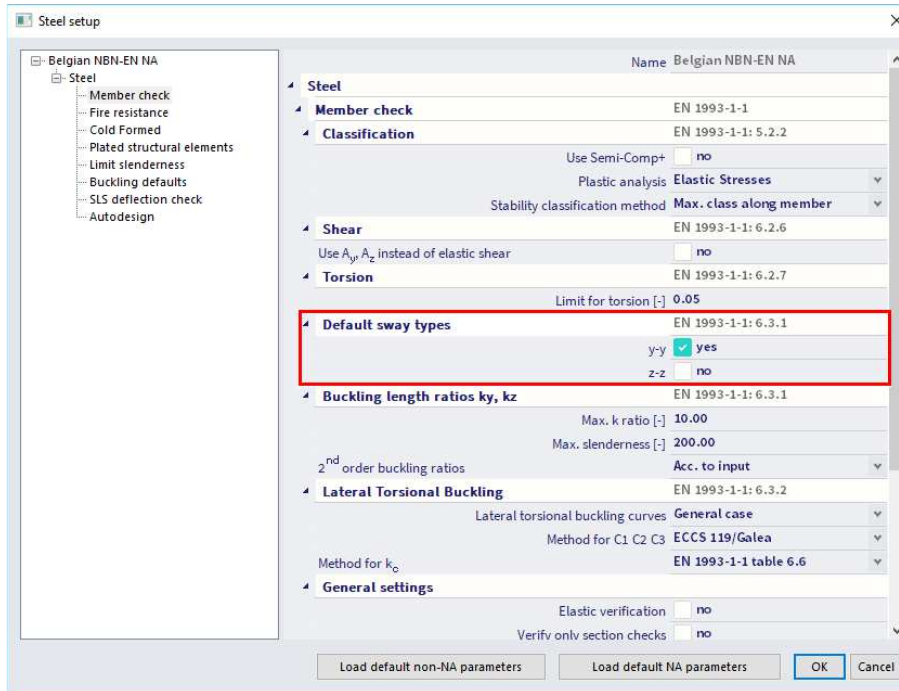 Steel setup
Belgian NBN-EN NA
Steel
Member check
Fire resistance
Cold Formed
Plated structural elements
Limit slenderness
Buckling defaults
SLS deflection check
Autodesign
Name Belgian NBN-EN NA
Steel
Member check EN 1993-1-1
Classification EN 1993-1-1: 5.2.2
Use Semi-Comp+ no
Plastic analysis Elastic Stresses
Stability classification method Max. class along member
Shear EN 1993-1-1: 6.2.6
Use Ay, Az instead of elastic shear no
Torsion EN 1993-1-1: 6.2.7
Limit for torsion [-] 0.05
Default sway types EN 1993-1-1: 6.3.1
y-y yes
z-z no
Buckling length ratios ky, kz EN 1993-1-1: 6.3.1
Max. k ratio [-] 10.00
Max. slenderness [-] 200.00
2nd order buckling ratios Acc. to input
Lateral Torsional Buckling EN 1993-1-1: 6.3.2
Lateral torsional buckling curves General case
Method for C1 C2 C3 ECCS 119/Galea
Method for kc EN 1993-1-1 table 6.6
General settings
Elastic verification no
Verify only section checks no
Load default non-NA parameters Load default NA parameters OK Cancel